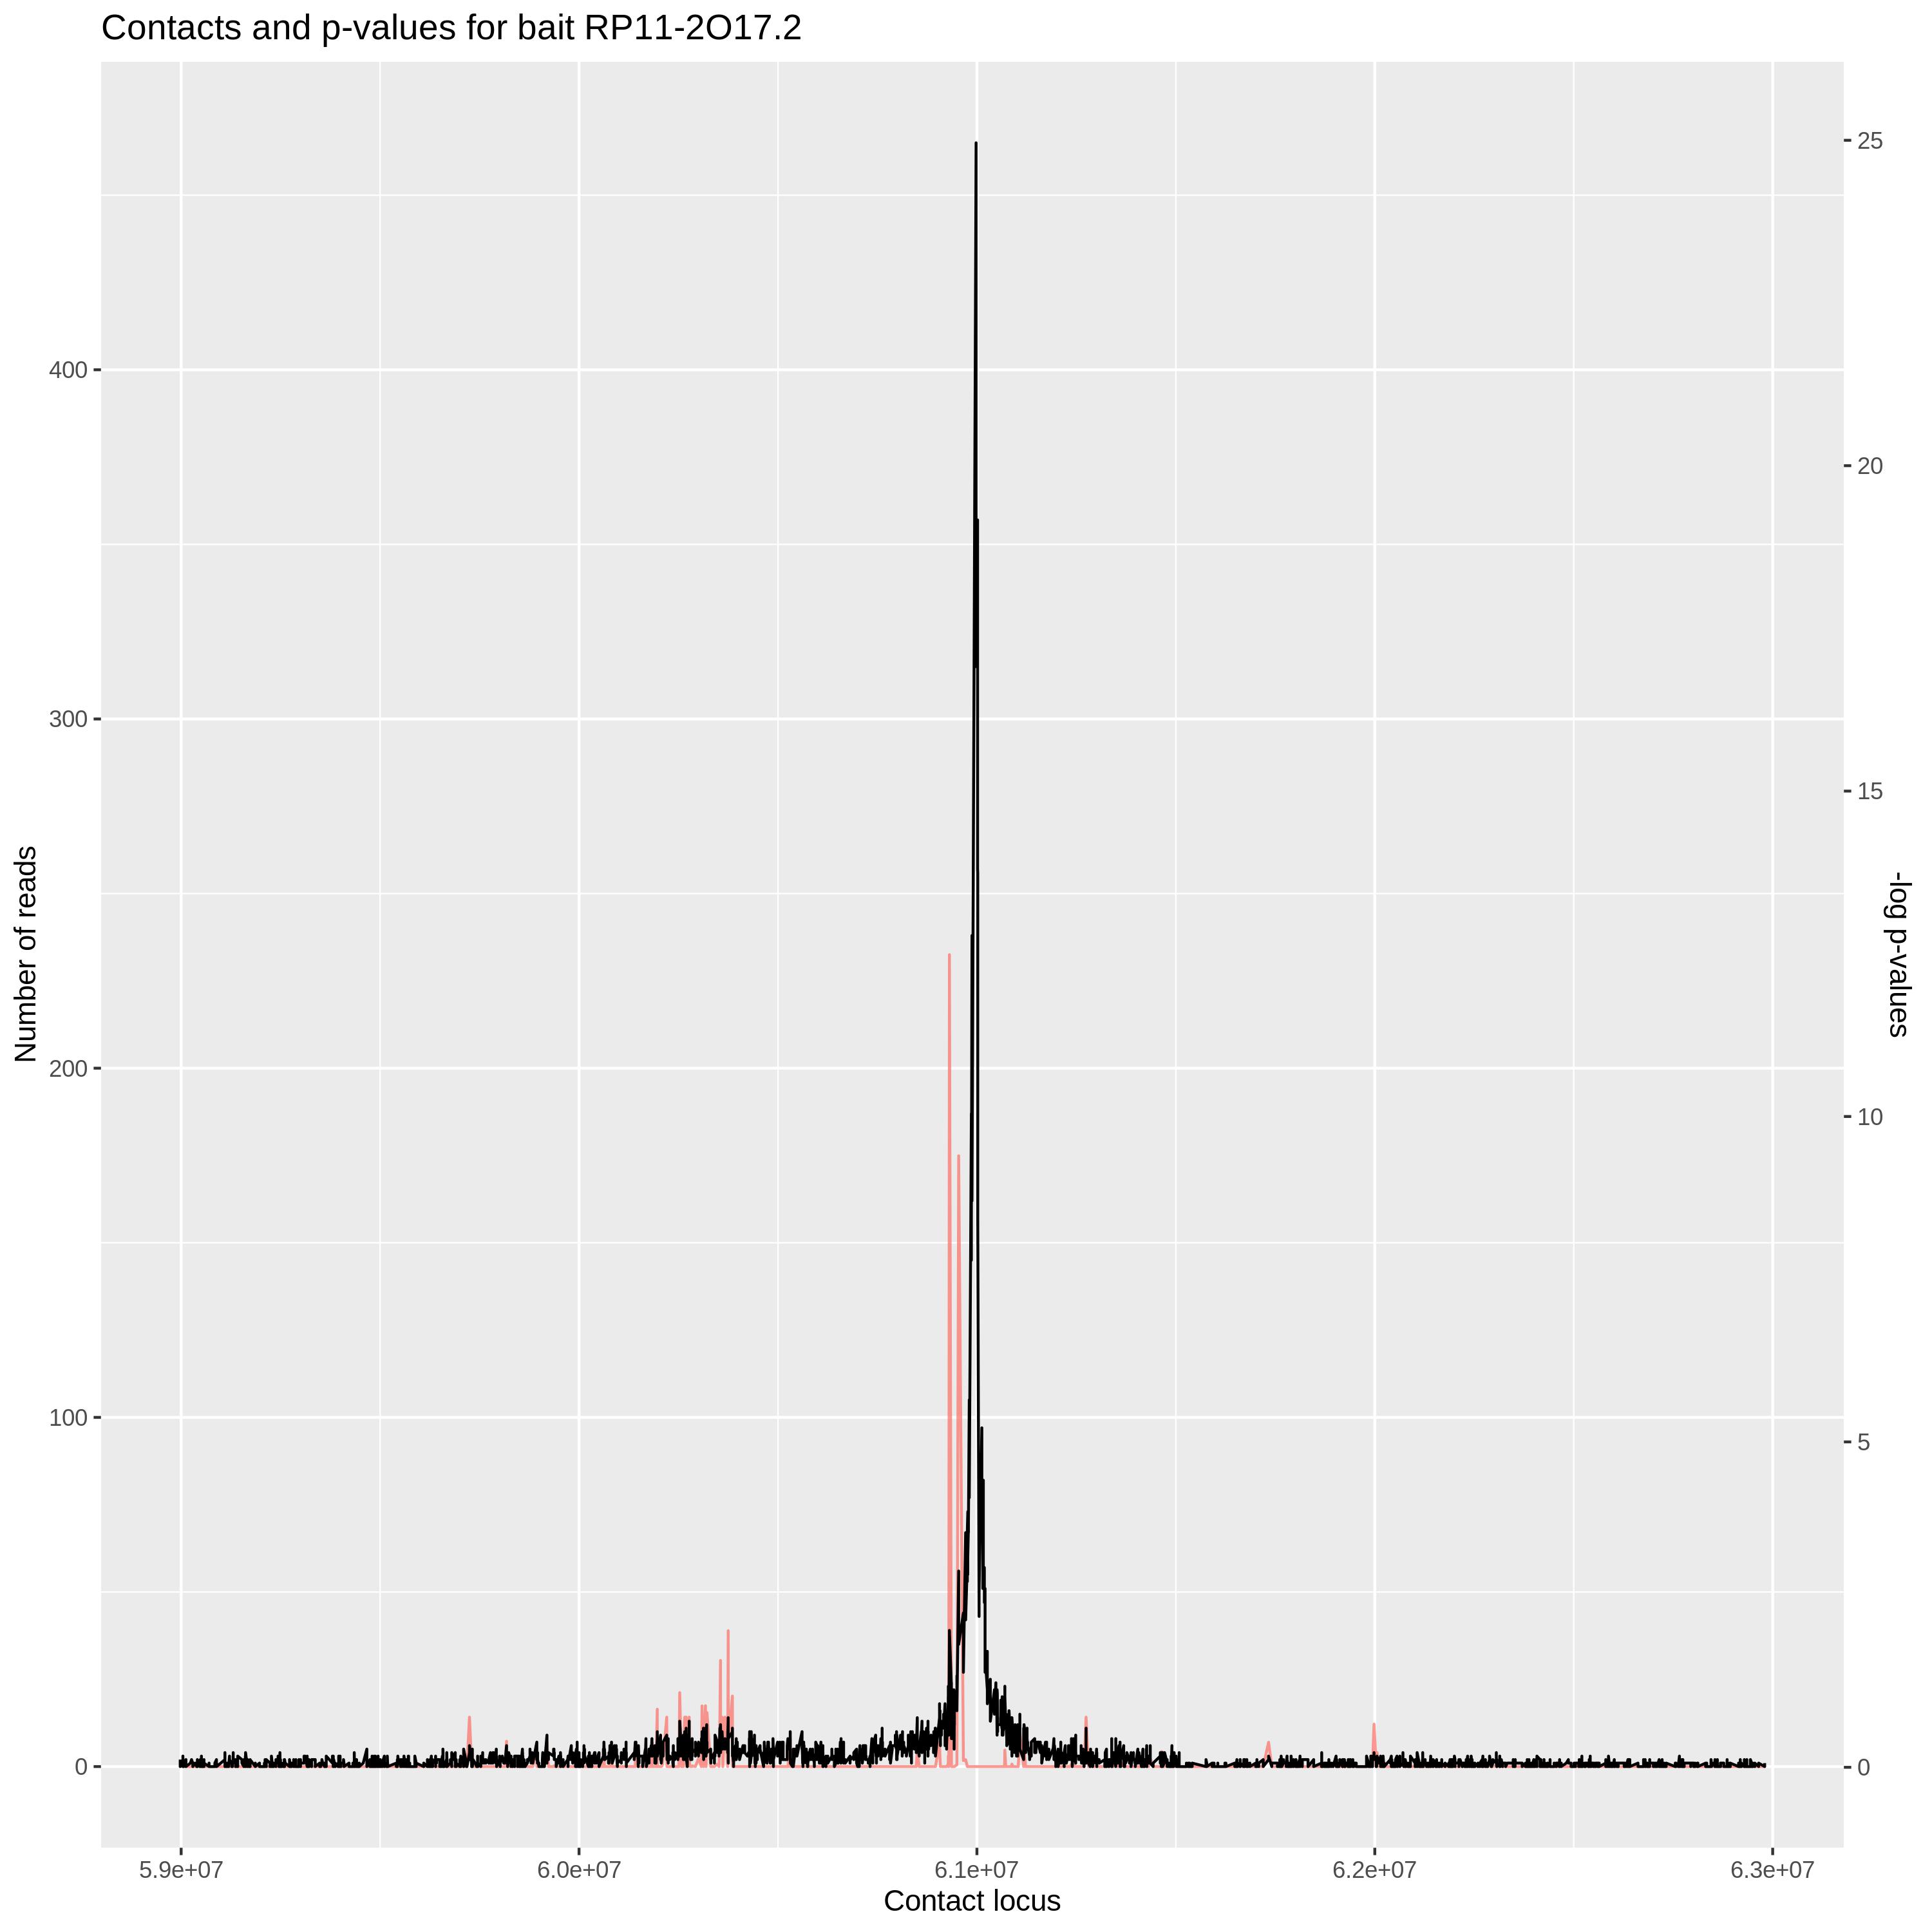 Contacts and p-values for bait RP11-2O17.2
400
300
200
100
0
Number of reads
25
20
15
10
5
0
-log p-values
5.9e+07
6.0e+07
6.1e+07
6.2e+07
6.3e+07
Contact locus